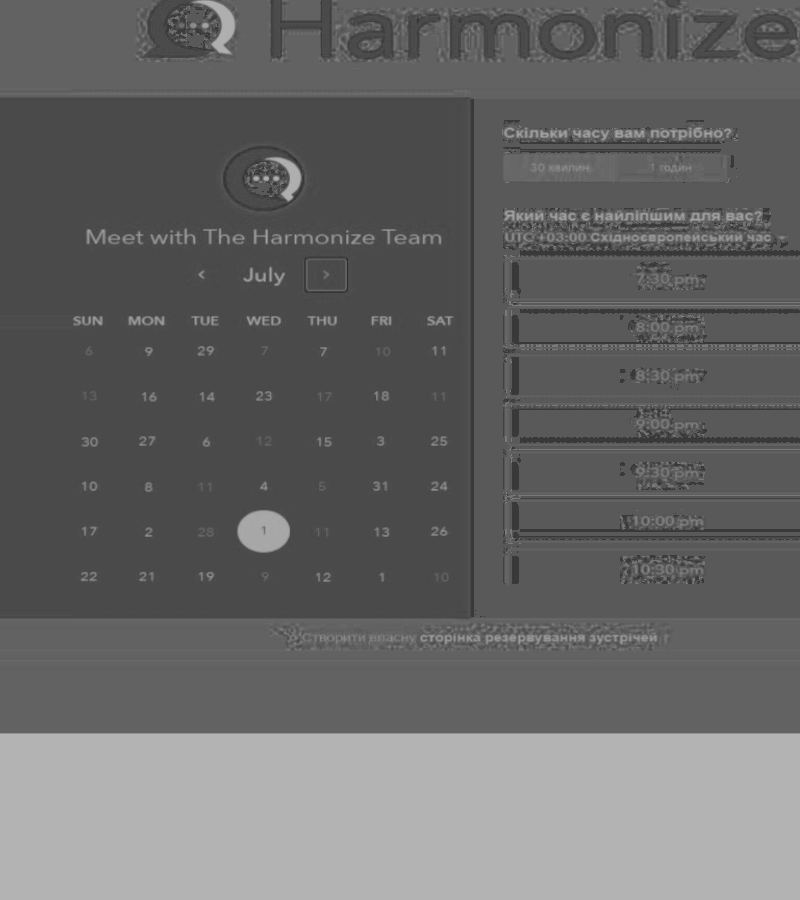 Harmonize
Meet with The Harmonize Team
July
SUN MON TUE WED THU FRI SAT
6 9 29 7 7 10 11
13 16 14 23 17 18 11
30 27 6 12 15 3 25
10 8 11 4 5 31 24
17 2 28 1 11 13 26
22 21 19 9 12 1 10
Скільки часу вам потрібно?
30 хвилин 1 годин
Який час є найліпшим для вас?
UTC +03:00 Східноєвропейський час
7:30 pm
8:00 pm
8:30 pm
9:00 pm
9:30 pm
10:00 pm
10:30 pm
Створити власну сторінка резервування зустрічей